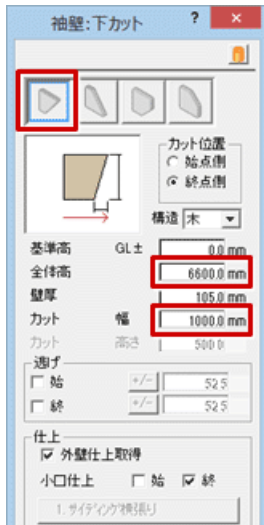 袖壁:下カット ? ×
カット位置
始点側
終点側
構造 木
基準高 GL± 0.0 mm
全体高 6600.0 mm
壁厚 105.0 mm
カット 幅 1000.0 mm
カット 高さ 500.0
逃げ
始 +/- 52.5
終 +/- 52.5
仕上
外壁仕上取得
小口仕上 始 終
1. サイディング横張り